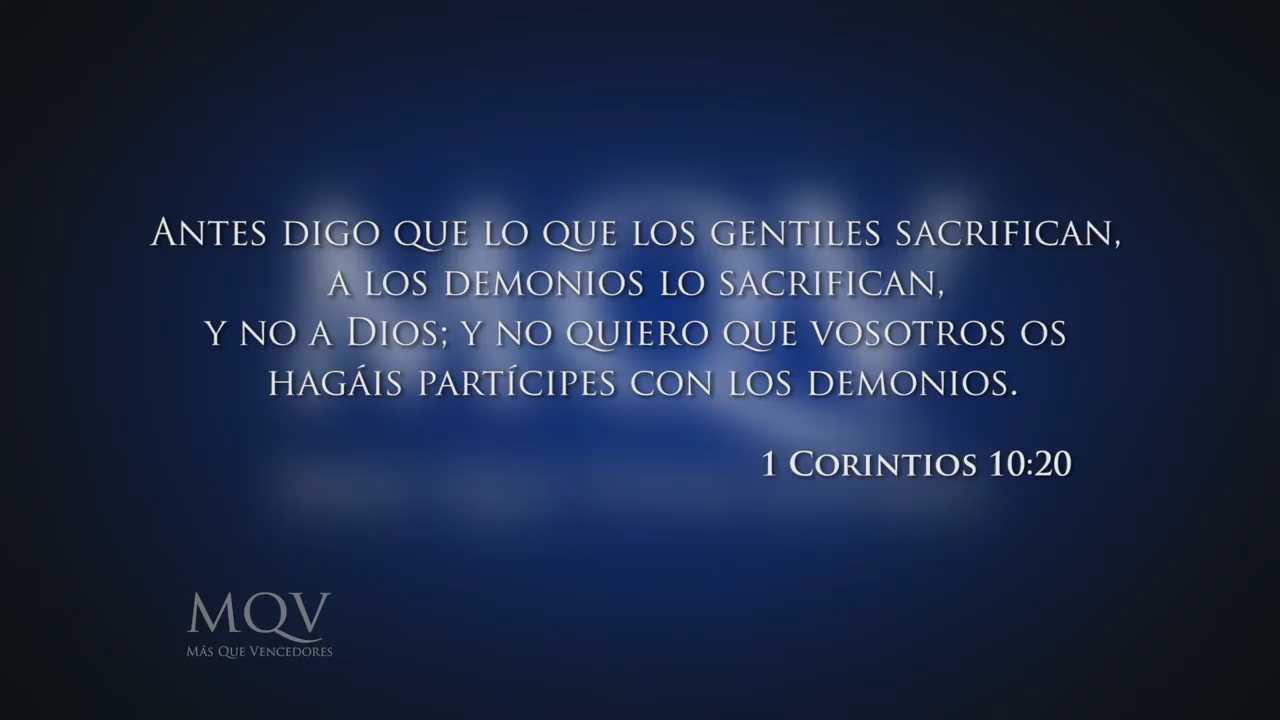 Antes digo que lo que los gentiles sacrifican,
a los demonios lo sacrifican,
y no a Dios; y no quiero que vosotros os
hagáis partícipes con los demonios.
1 Corintios 10:20
MQV
Más Que Vencedores